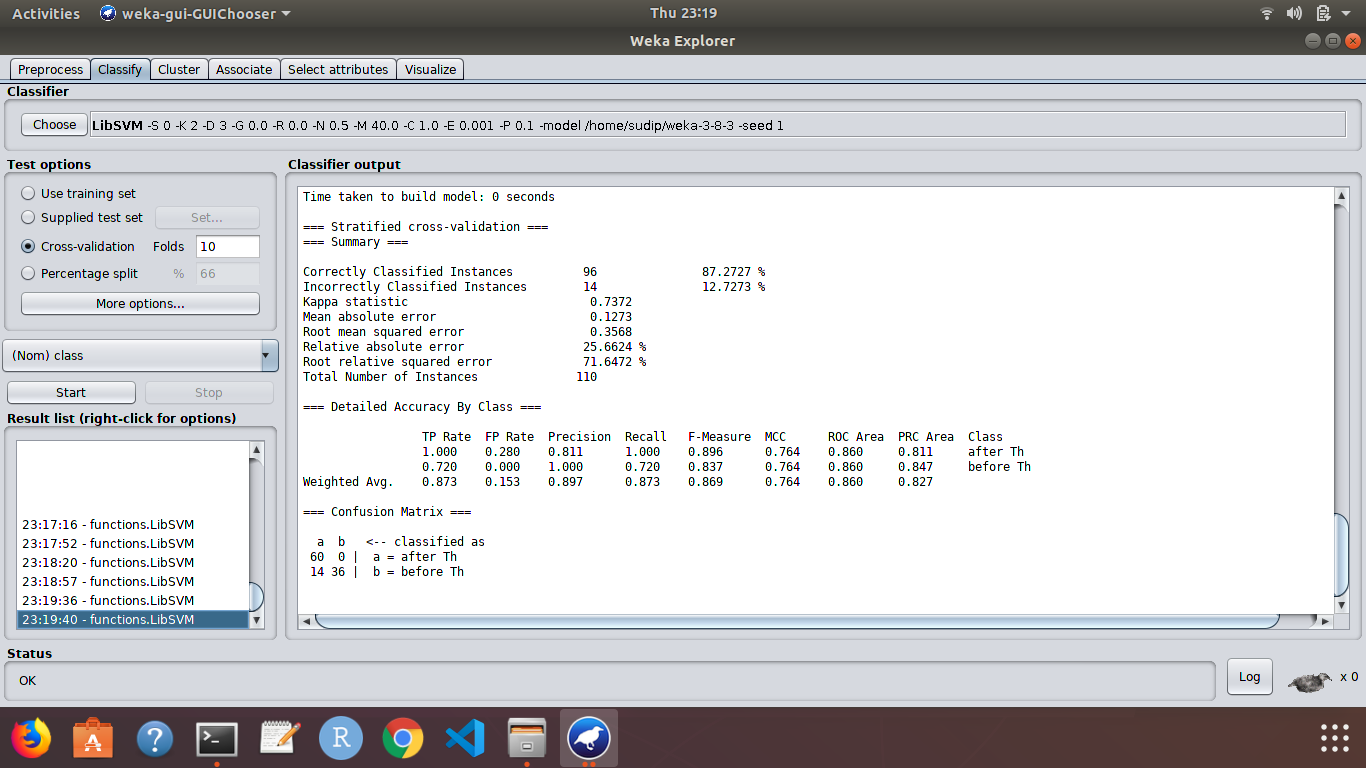 Activities weka-gui-GUIChooser Thu 23:19
Weka Explorer
Preprocess Classify Cluster Associate Select attributes Visualize
Classifier
Choose LibSVM -S 0 -K 2 -D 3 -G 0.0 -R 0.0 -N 0.5 -M 40.0 -C 1.0 -E 0.001 -P 0.1 -model /home/sudip/weka-3-8-3 -seed 1
Test options
Use training set
Supplied test set Set...
Cross-validation Folds 10
Percentage split % 66
More options...
(Nom) class
Start Stop
Result list (right-click for options)
23:17:16 - functions.LibSVM
23:17:52 - functions.LibSVM
23:18:20 - functions.LibSVM
23:18:57 - functions.LibSVM
23:19:36 - functions.LibSVM
23:19:40 - functions.LibSVM
Classifier output
Time taken to build model: 0 seconds
=== Stratified cross-validation ===
=== Summary ===
Correctly Classified Instances 96 87.2727 %
Incorrectly Classified Instances 14 12.7273 %
Kappa statistic 0.7372
Mean absolute error 0.1273
Root mean squared error 0.3568
Relative absolute error 25.6624 %
Root relative squared error 71.6472 %
Total Number of Instances 110
=== Detailed Accuracy By Class ===
TP Rate FP Rate Precision Recall F-Measure MCC ROC Area PRC Area Class
1.000 0.280 0.811 1.000 0.896 0.764 0.860 0.811 after Th
0.720 0.000 1.000 0.720 0.837 0.764 0.860 0.847 before Th
Weighted Avg. 0.873 0.153 0.897 0.873 0.869 0.764 0.860 0.827
=== Confusion Matrix ===
a b <-- classified as
60 0 | a = after Th
14 36 | b = before Th
Status
OK
Log x 0